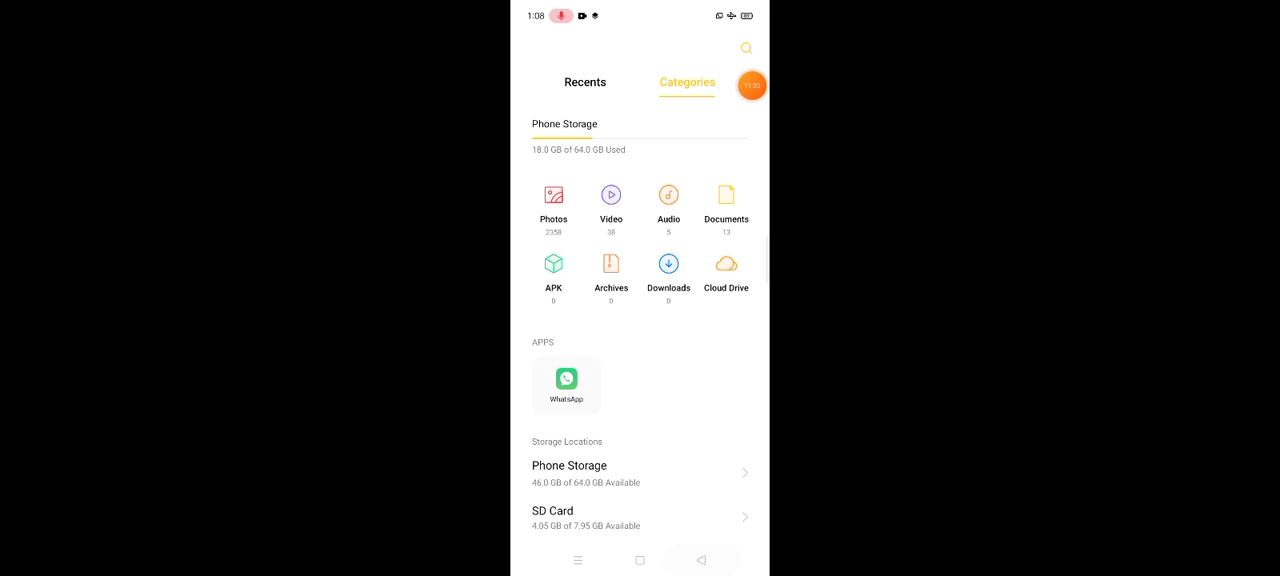 1:08
Recents Categories
11:22
Phone Storage
18.0 GB of 64.0 GB Used
Photos Video Audio Documents
2358 38 5 13
APK Archives Downloads Cloud Drive
0 0 0
APPS
WhatsApp
Storage Locations
Phone Storage
46.0 GB of 64.0 GB Available
SD Card
4.05 GB of 7.95 GB Available